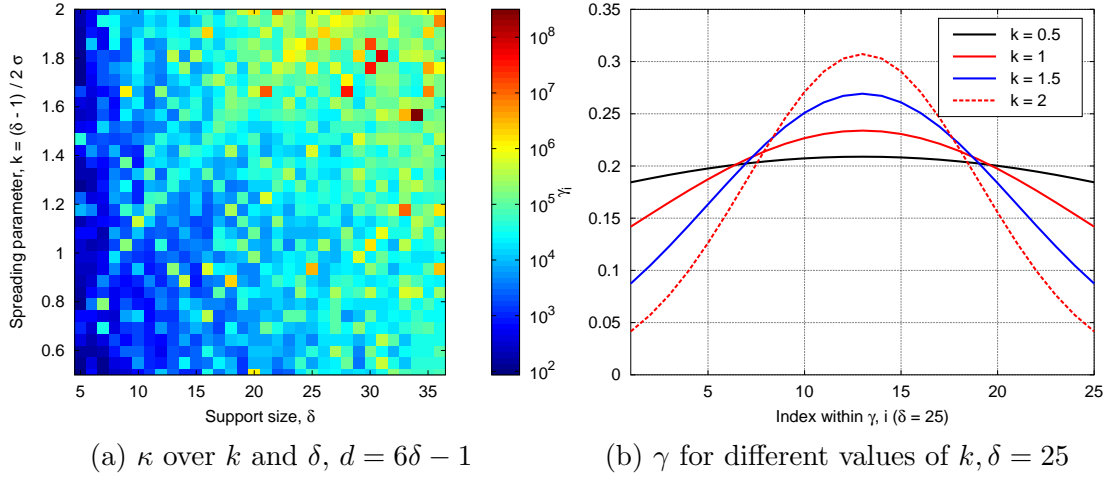 Spreading parameter, k = (δ - 1) / 2 σ
2
1.8
1.6
1.4
1.2
1
0.8
0.6
5 10 15 20 25 30 35
Support size, δ
10^8
10^7
10^6
10^5
10^4
10^3
10^2
(a) κ over k and δ, d = 6δ − 1
γ_i
0.35
0.3
0.25
0.2
0.15
0.1
0.05
0
5 10 15 20 25
Index within γ, i (δ = 25)
k = 0.5
k = 1
k = 1.5
k = 2
(b) γ for different values of k, δ = 25